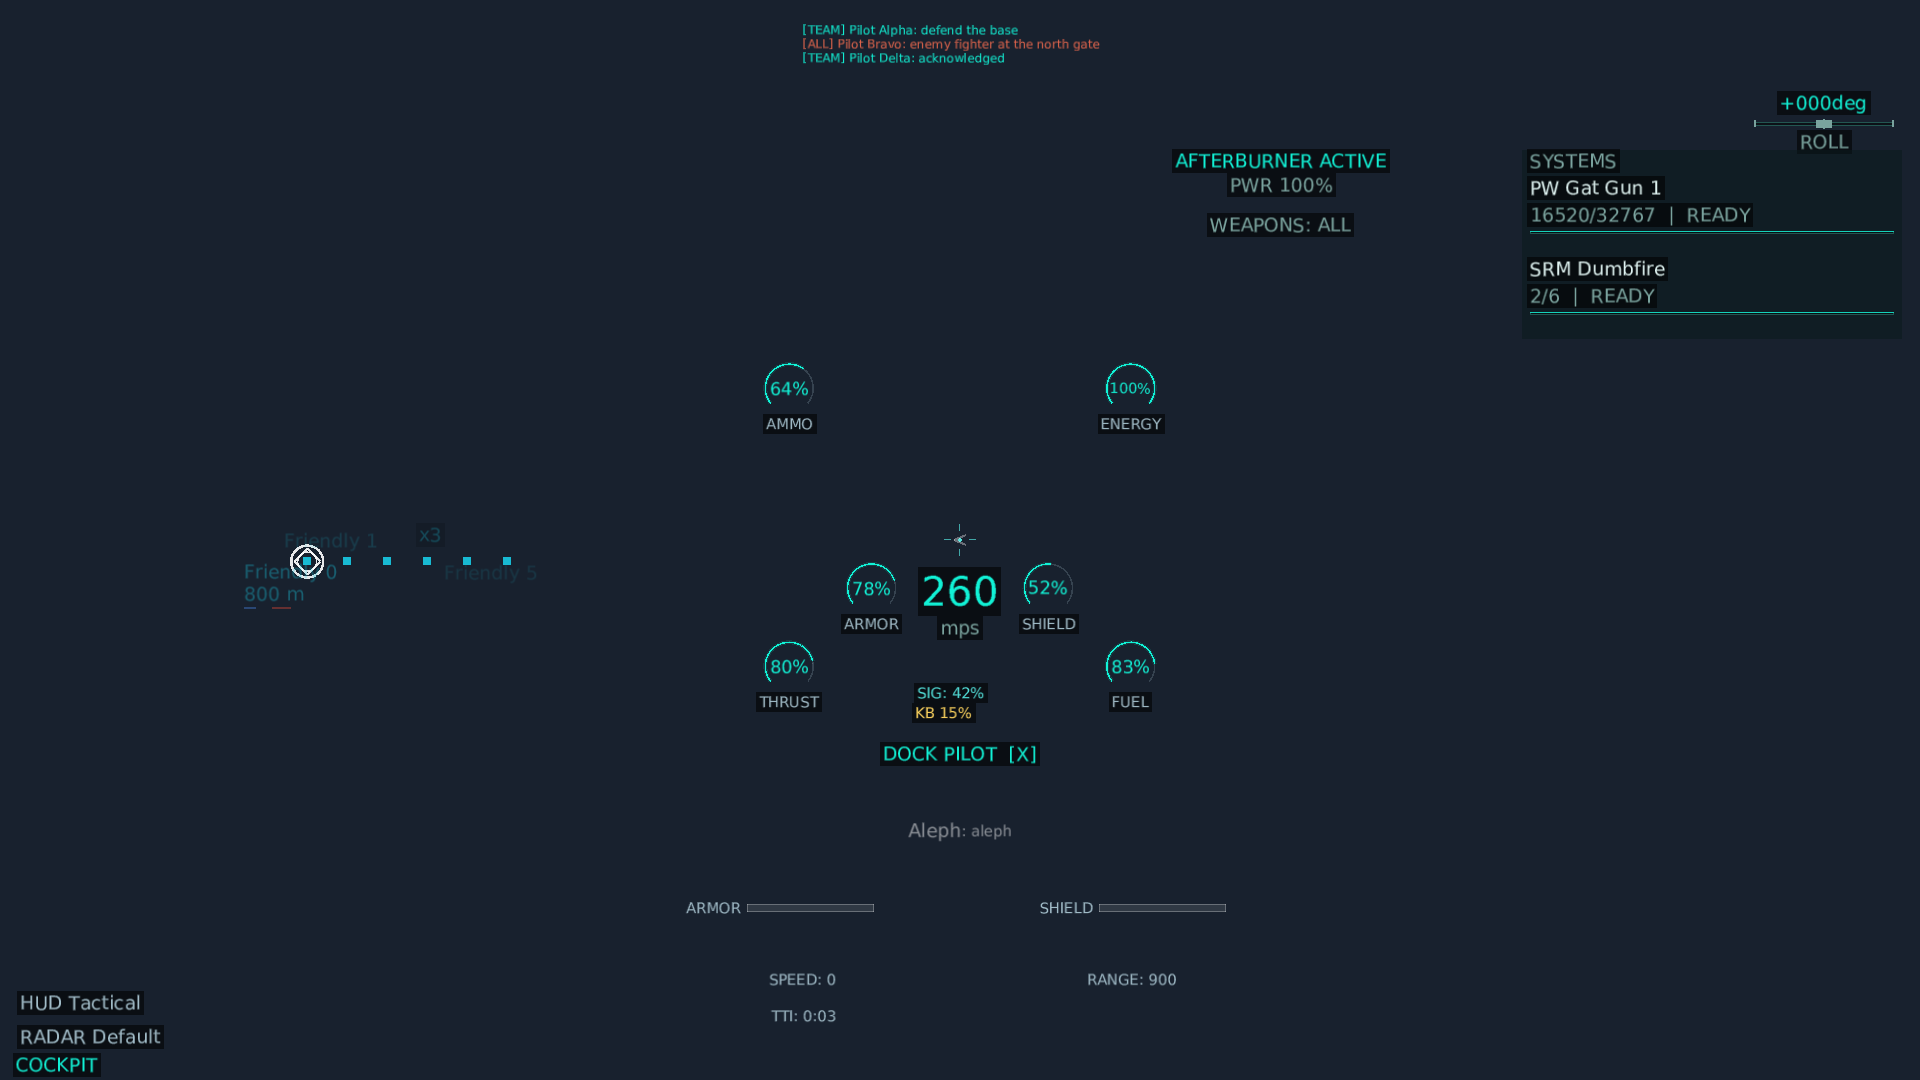 [TEAM] Pilot Alpha: defend the base
[ALL] Pilot Bravo: enemy fighter at the north gate
[TEAM] Pilot Delta: acknowledged
+000deg
ROLL
AFTERBURNER ACTIVE
PWR 100%
WEAPONS: ALL
SYSTEMS
PW Gat Gun 1
16520/32767 | READY
SRM Dumbfire
2/6 | READY
64%
AMMO
100%
ENERGY
Friendly 1
x3
Friendly 0
800 m
Friendly 5
78%
ARMOR
260
mps
52%
SHIELD
80%
THRUST
83%
FUEL
SIG: 42%
KB 15%
DOCK PILOT [X]
Aleph: aleph
ARMOR
SHIELD
SPEED: 0
RANGE: 900
TTI: 0:03
HUD Tactical
RADAR Default
COCKPIT